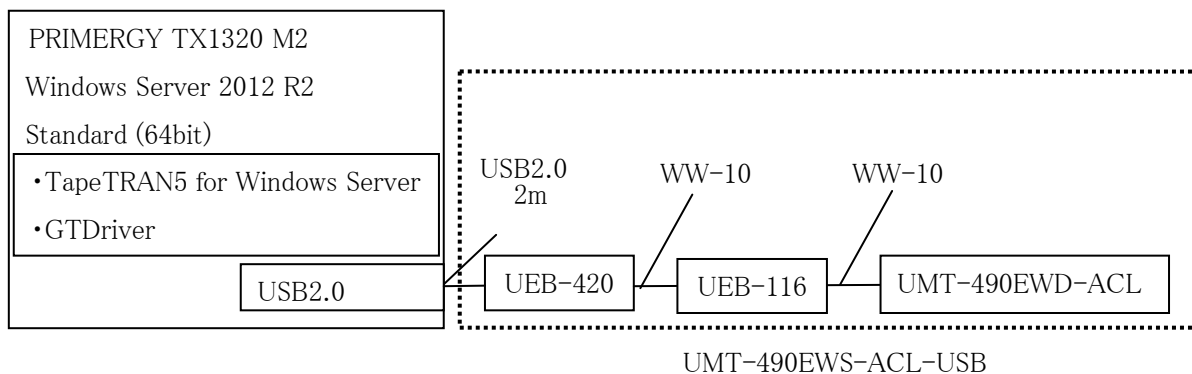 PRIMERGY TX1320 M2
Windows Server 2012 R2
Standard (64bit)
・TapeTRAN5 for Windows Server
・GTDriver
USB2.0
USB2.0
2m
WW-10
WW-10
UEB-420
UEB-116
UMT-490EWD-ACL
UMT-490EWS-ACL-USB